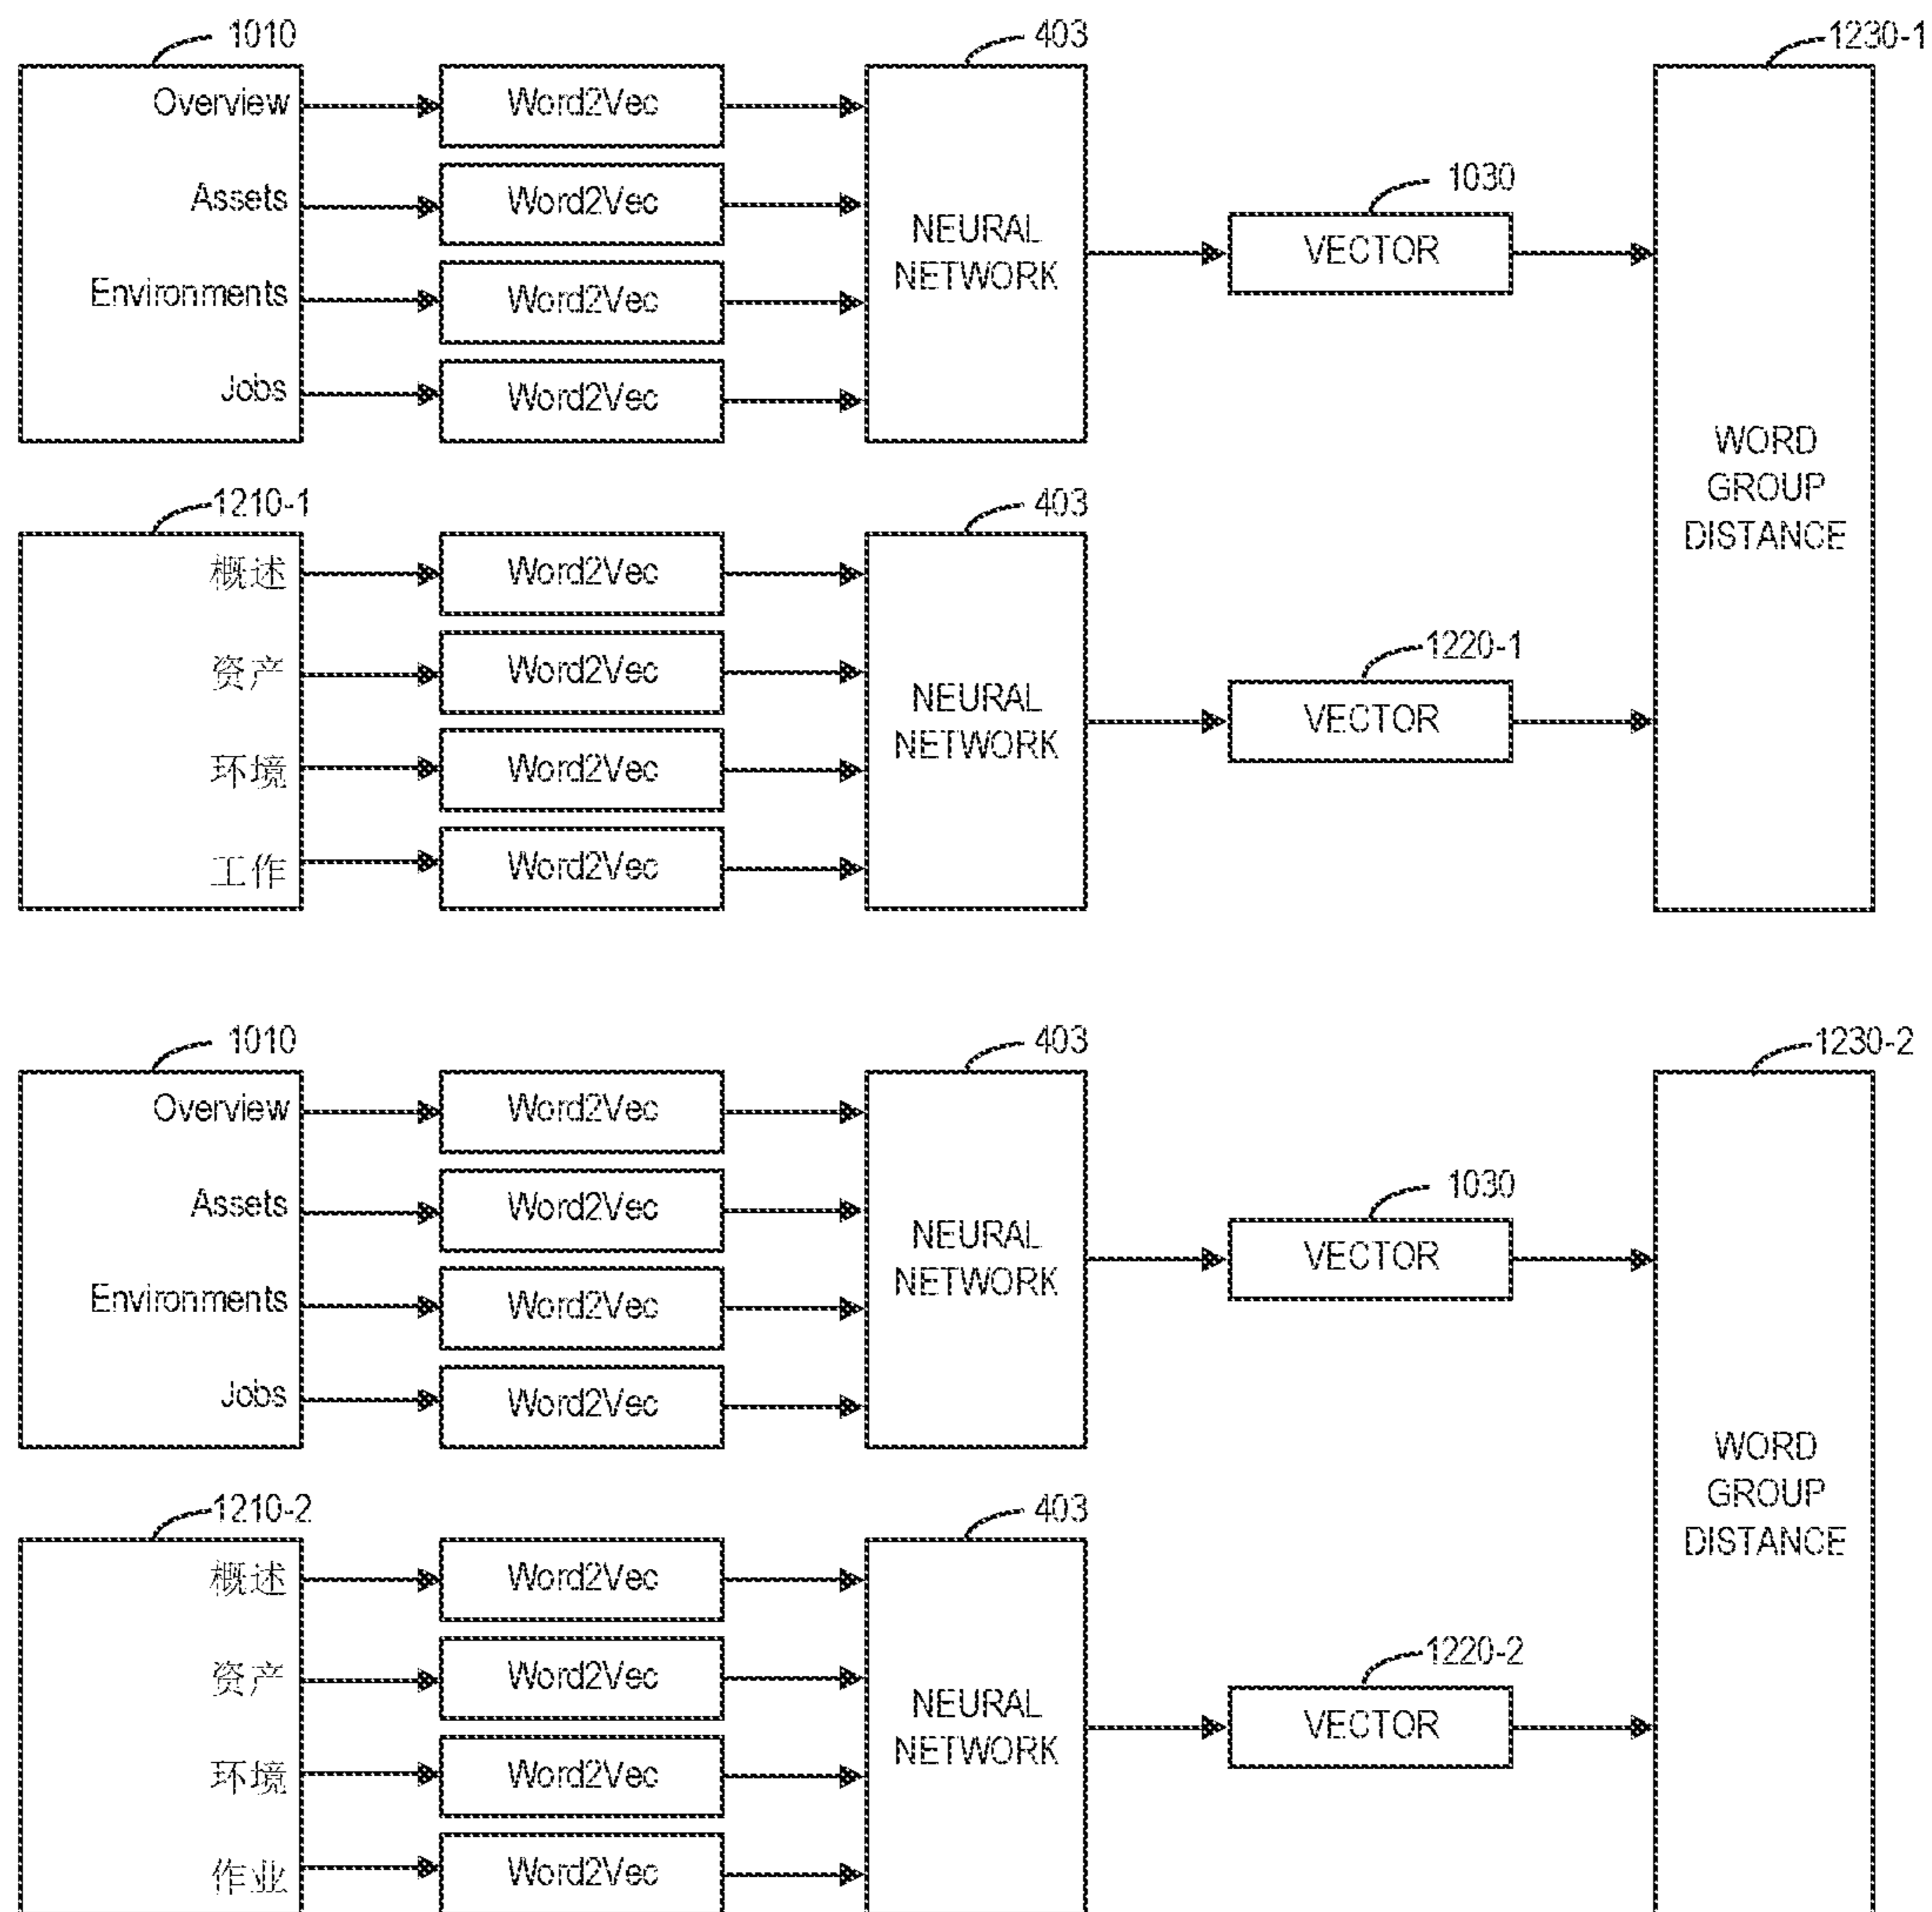 1010
403
1230-1
Overview
Word2Vec
Assets
Word2Vec
Environments
Word2Vec
Jobs
Word2Vec
NEURAL
NETWORK
1030
VECTOR
WORD
GROUP
DISTANCE
1210-1
403
概述
Word2Vec
资产
Word2Vec
环境
Word2Vec
工作
Word2Vec
NEURAL
NETWORK
1220-1
VECTOR
1010
403
1230-2
Overview
Word2Vec
Assets
Word2Vec
Environments
Word2Vec
Jobs
Word2Vec
NEURAL
NETWORK
1030
VECTOR
WORD
GROUP
DISTANCE
1210-2
403
概述
Word2Vec
资产
Word2Vec
环境
Word2Vec
作业
Word2Vec
NEURAL
NETWORK
1220-2
VECTOR